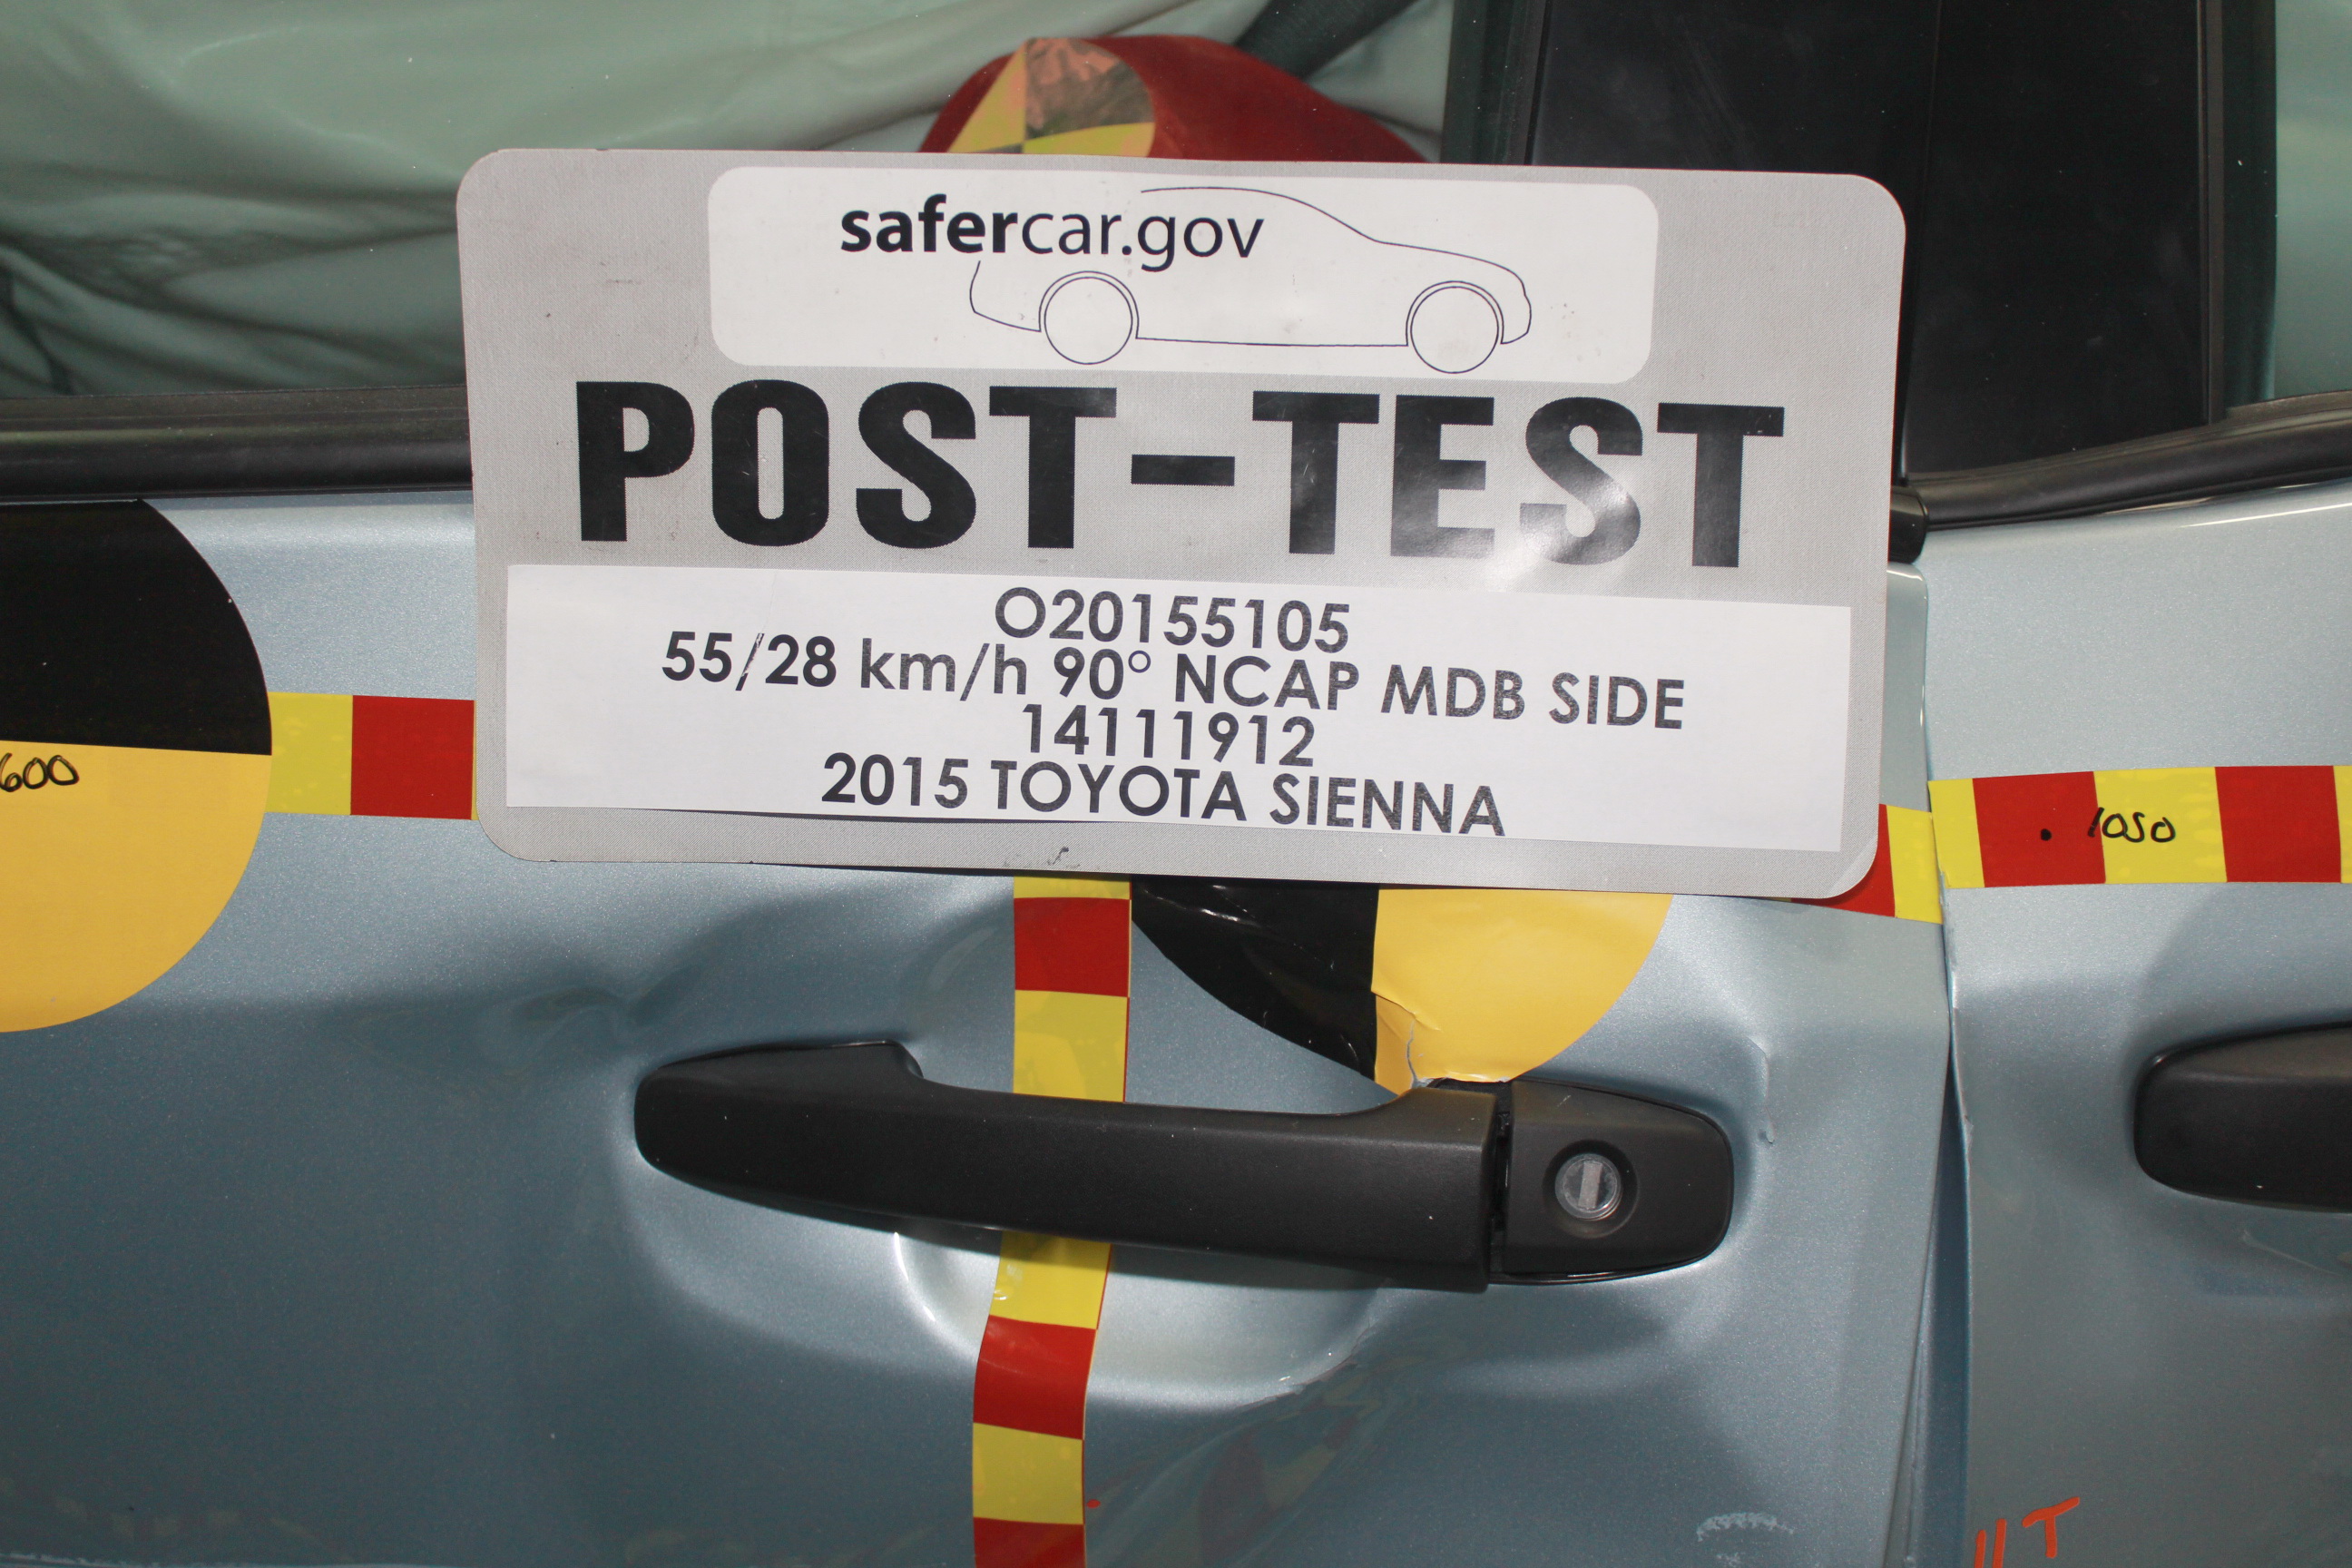 safercar.gov
POST-TEST
O20155105
55/28 km/h 90° NCAP MDB SIDE
14111912
2015 TOYOTA SIENNA
600
1050